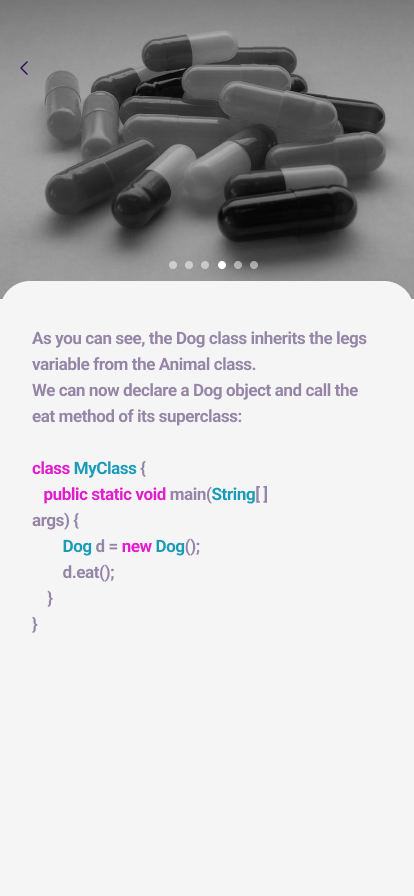 As you can see, the Dog class inherits the legs
variable from the Animal class.
We can now declare a Dog object and call the
eat method of its superclass:
class MyClass {
public static void main(String[ ]
args) {
Dog d = new Dog();
d.eat();
}
}